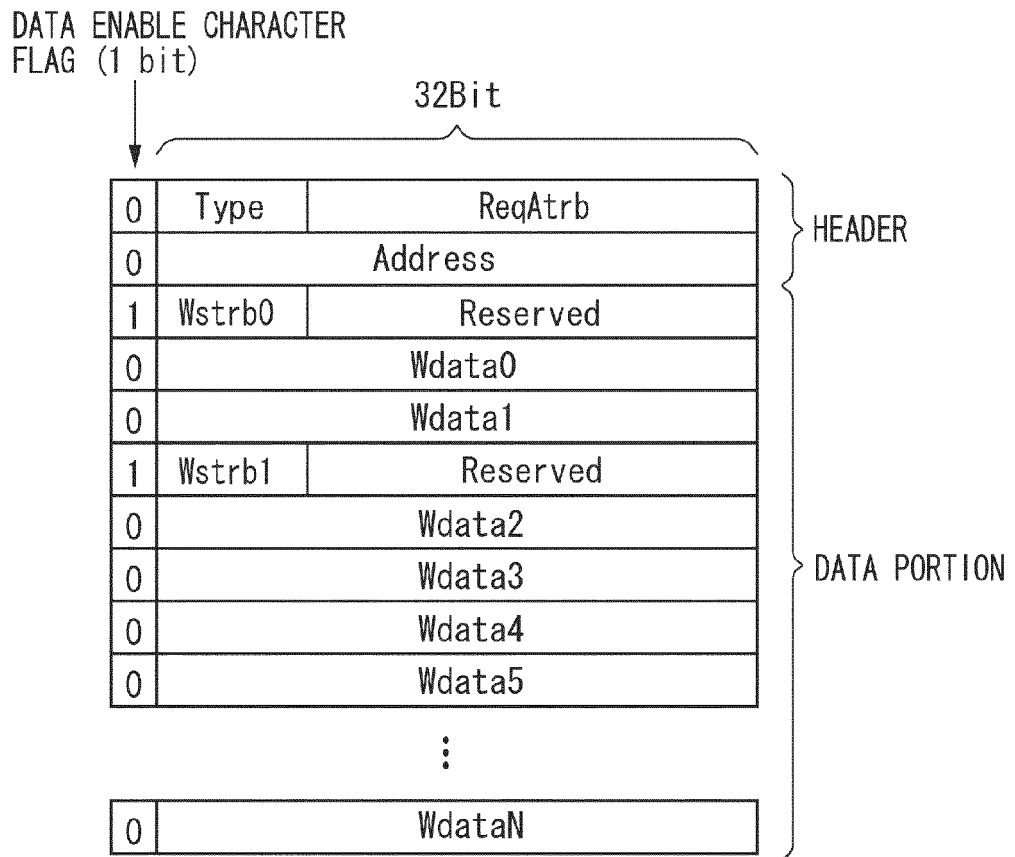 DATA ENABLE CHARACTER
FLAG (1 bit)
32Bit
0 Type ReqAtrb
HEADER
0 Address
1 Wstrb0 Reserved
0 Wdata0
0 Wdata1
1 Wstrb1 Reserved
0 Wdata2
0 Wdata3
DATA PORTION
0 Wdata4
0 Wdata5
0 WdataN